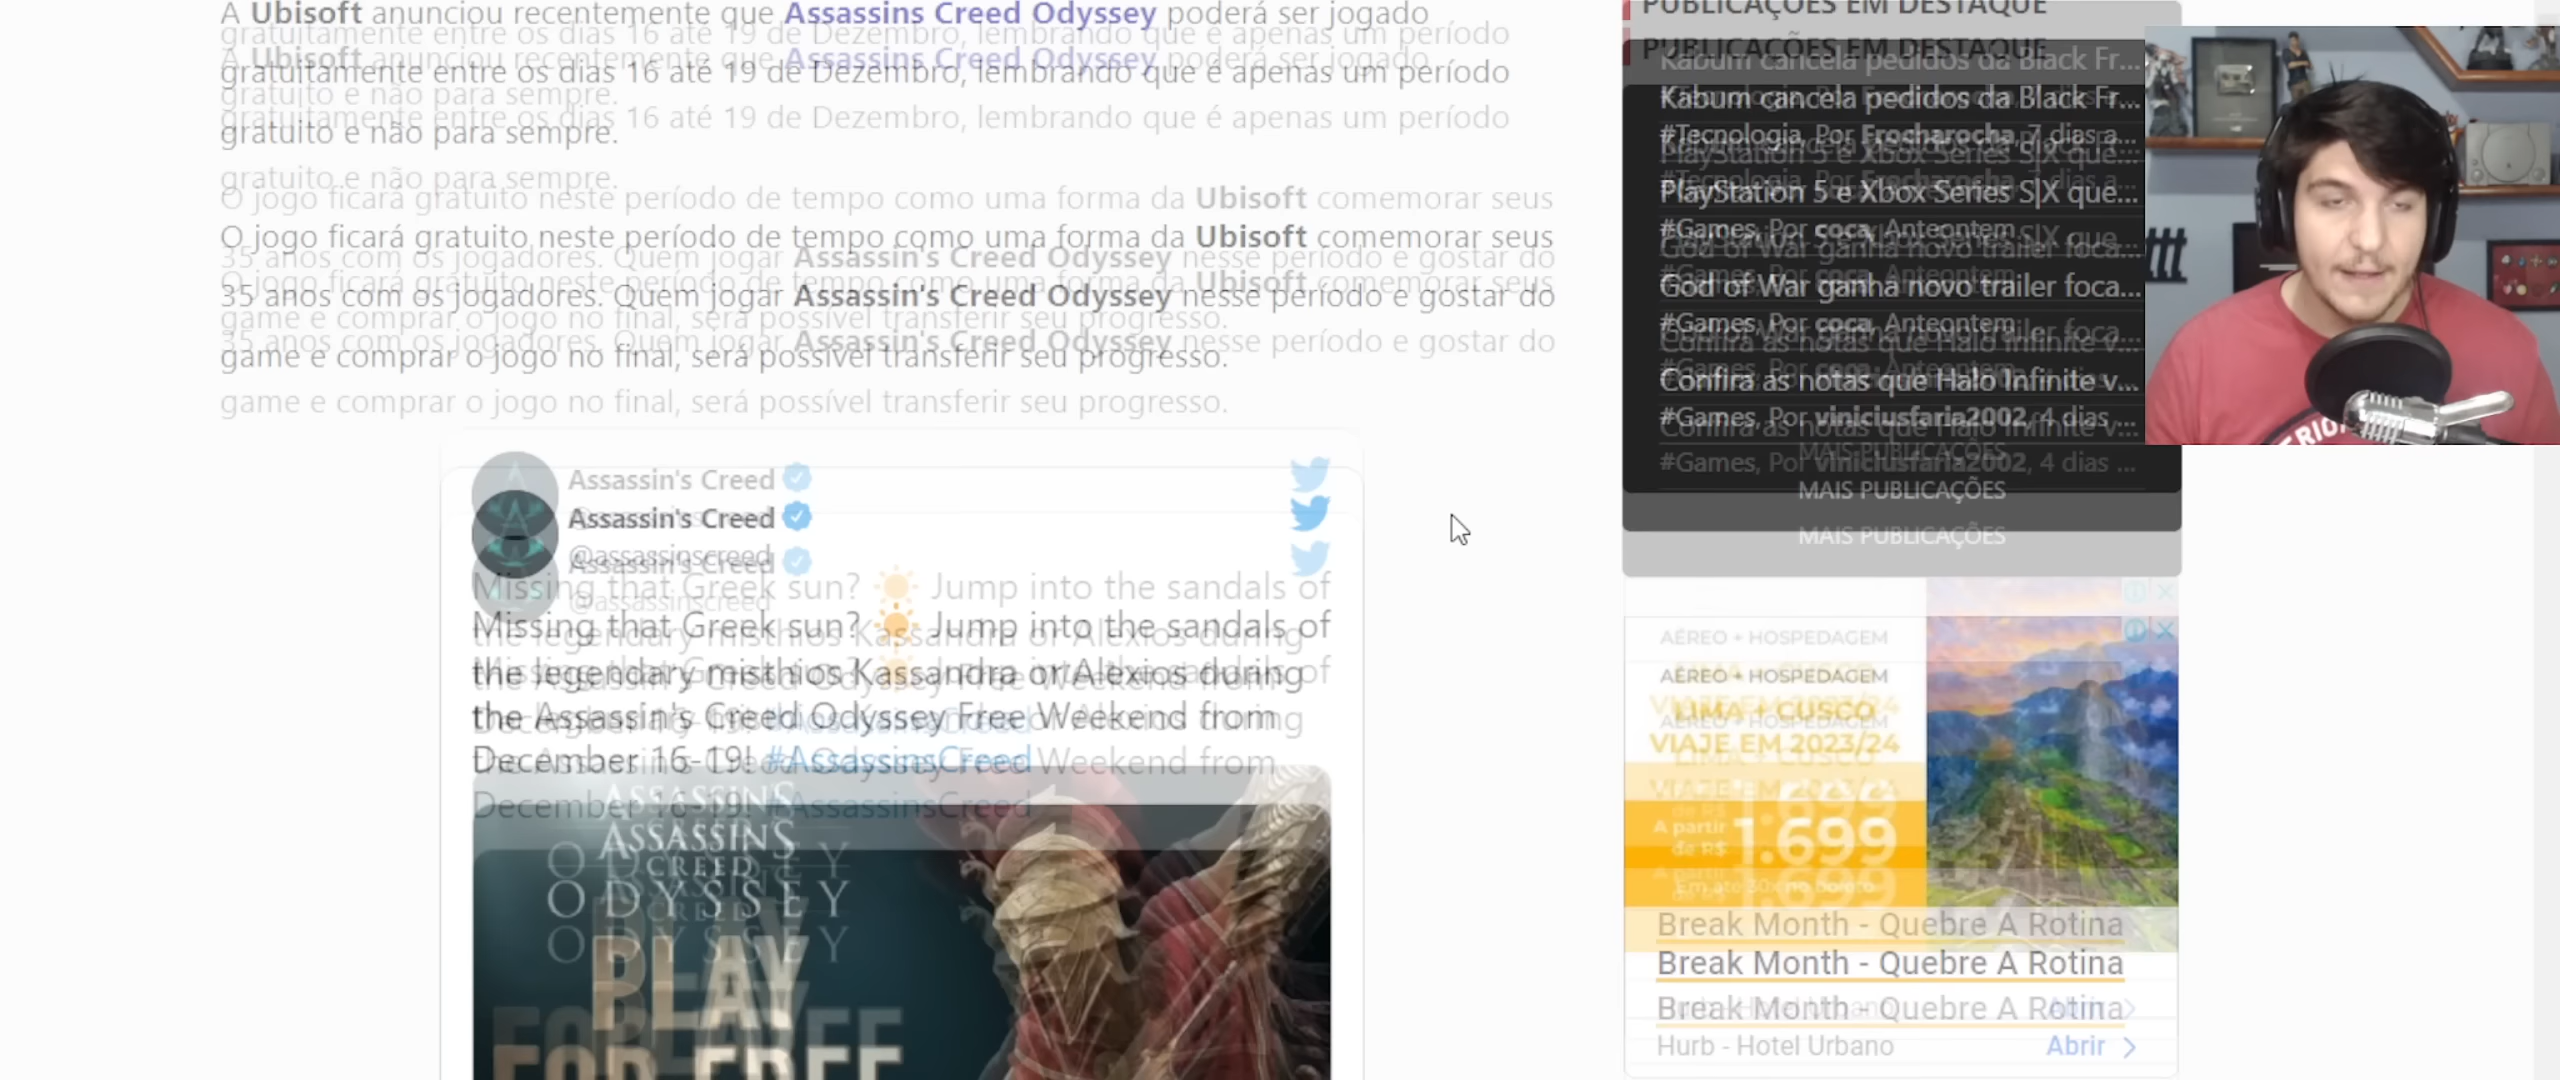 A Ubisoft anunciou recentemente que Assassins Creed Odyssey poderá ser jogado
gratuitamente entre os dias 16 até 19 de Dezembro, lembrando que é apenas um período
gratuito e não para sempre.
O jogo ficará gratuito neste período de tempo como uma forma da Ubisoft comemorar seus
35 anos com os jogadores. Quem jogar Assassin's Creed Odyssey nesse período e gostar do
game e comprar o jogo no final, será possível transferir seu progresso.
Assassin's Creed
@assassinscreed
Missing that Greek sun? ☀️ Jump into the sandals of
the legendary misthios Kassandra or Alexios during
the Assassin's Creed Odyssey Free Weekend from
December 16-19! #AssassinsCreed
ASSASSINS
CREED
ODYSSEY
PLAY
FOR FREE
PUBLICAÇÕES EM DESTAQUE
Kabum cancela pedidos da Black Fr...
#Tecnologia, Por Frocharocha, 7 dias a...
PlayStation 5 e Xbox Series S|X que...
#Games, Por coca, Anteontem
God of War ganha novo trailer foca...
#Games, Por coca, Anteontem
Confira as notas que Halo Infinite v...
#Games, Por viniciusfaria2002, 4 dias ...
MAIS PUBLICAÇÕES
AÉREO + HOSPEDAGEM
LIMA + CUSCO
VIAJE EM 2023/24
A partir
de R$ 1.699
Em até 30x no boleto
Break Month - Quebre A Rotina
Hurb - Hotel Urbano
Abrir